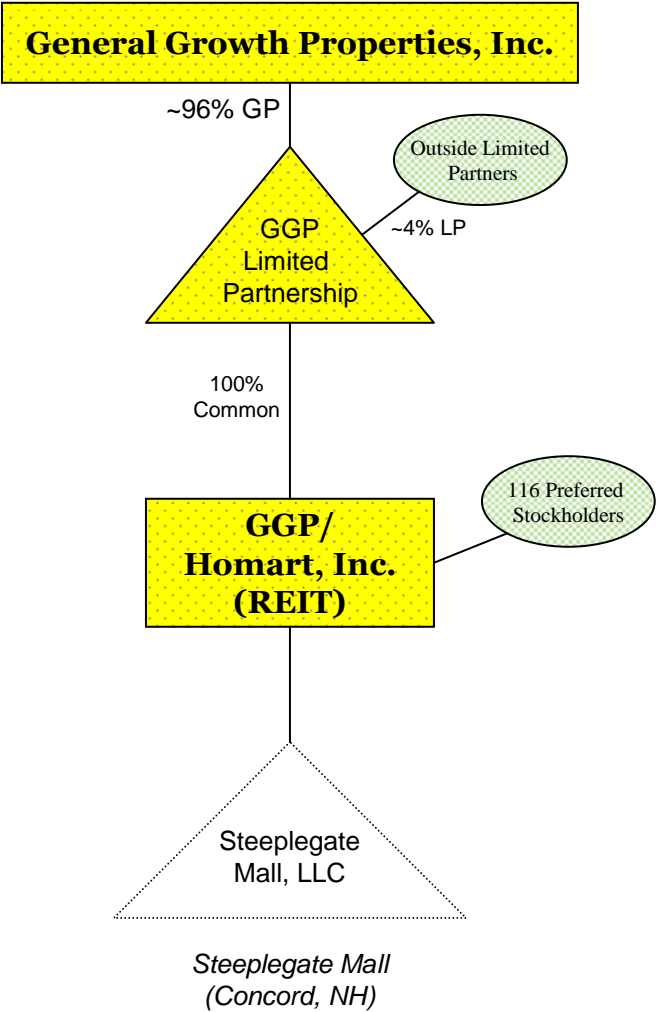 General Growth Properties, Inc.
~96% GP
Outside Limited
Partners
~4% LP
GGP
Limited
Partnership
100%
Common
116 Preferred
Stockholders
GGP/
Homart, Inc.
(REIT)
Steeplegate
Mall, LLC
Steeplegate Mall
(Concord, NH)